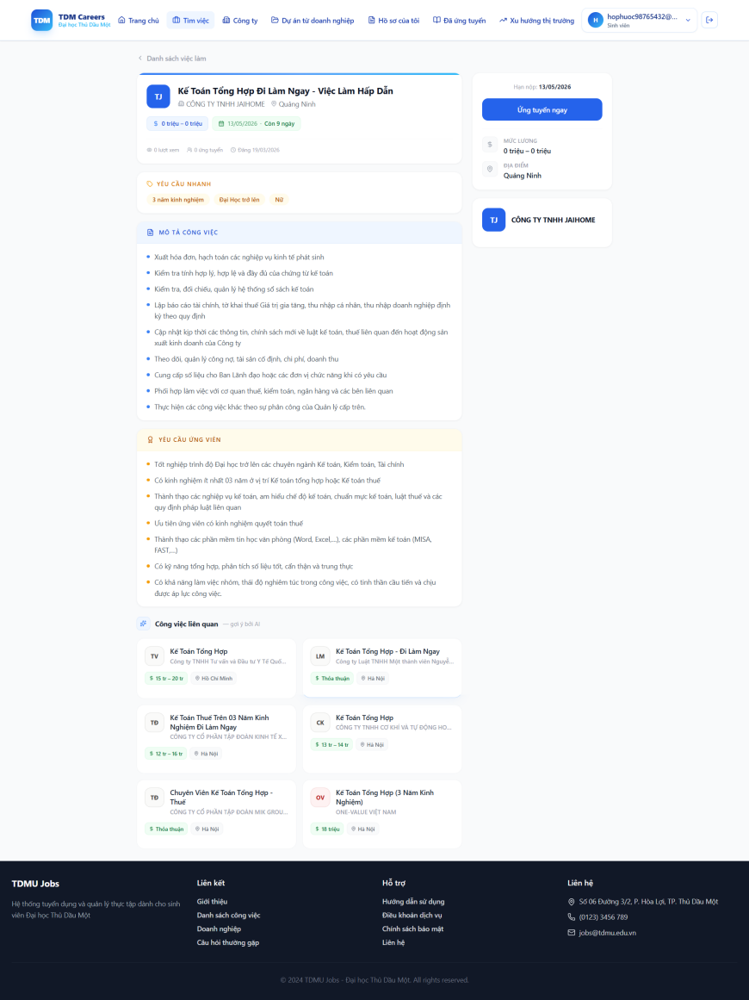 TDM
TDM Careers
Đại học Thủ Dầu Một
Trang chủ
Tìm việc
Công ty
Dự án từ doanh nghiệp
Hồ sơ của tôi
Đã ứng tuyển
Xu hướng thị trường
H
hophuoc98765432@...
Sinh viên
Danh sách việc làm
TJ
Kế Toán Tổng Hợp Đi Làm Ngay - Việc Làm Hấp Dẫn
CÔNG TY TNHH JAIHOME
Quảng Ninh
$ 0 triệu – 0 triệu
13/05/2026 · Còn 9 ngày
0 lượt xem
0 ứng tuyển
Đăng 19/03/2026
Hạn nộp: 13/05/2026
Ứng tuyển ngay
$
MỨC LƯƠNG
0 triệu – 0 triệu
ĐỊA ĐIỂM
Quảng Ninh
TJ
CÔNG TY TNHH JAIHOME
YÊU CẦU NHANH
3 năm kinh nghiệm
Đại Học trở lên
Nữ
MÔ TẢ CÔNG VIỆC
Xuất hóa đơn, hạch toán các nghiệp vụ kinh tế phát sinh
Kiểm tra tính hợp lý, hợp lệ và đầy đủ của chứng từ kế toán
Kiểm tra, đối chiếu, quản lý hệ thống sổ sách kế toán
Lập báo cáo tài chính, tờ khai thuế Giá trị gia tăng, thu nhập cá nhân, thu nhập doanh nghiệp định
kỳ theo quy định
Cập nhật kịp thời các thông tin, chính sách mới về luật kế toán, thuế liên quan đến hoạt động sản
xuất kinh doanh của Công ty
Theo dõi, quản lý công nợ, tài sản cố định, chi phí, doanh thu
Cung cấp số liệu cho Ban Lãnh đạo hoặc các đơn vị chức năng khi có yêu cầu
Phối hợp làm việc với cơ quan thuế, kiểm toán, ngân hàng và các bên liên quan
Thực hiện các công việc khác theo sự phân công của Quản lý cấp trên.
YÊU CẦU ỨNG VIÊN
Tốt nghiệp trình độ Đại học trở lên các chuyên ngành Kế toán, Kiểm toán, Tài chính
Có kinh nghiệm ít nhất 03 năm ở vị trí Kế toán tổng hợp hoặc Kế toán thuế
Thành thạo các nghiệp vụ kế toán, am hiểu chế độ kế toán, chuẩn mực kế toán, luật thuế và các
quy định pháp luật liên quan
Ưu tiên ứng viên có kinh nghiệm quyết toán thuế
Thành thạo các phần mềm tin học văn phòng (Word, Excel,...), các phần mềm kế toán (MISA,
FAST,...)
Có kỹ năng tổng hợp, phân tích số liệu tốt, cẩn thận và trung thực
Có khả năng làm việc nhóm, thái độ nghiêm túc trong công việc, có tinh thần cầu tiến và chịu
được áp lực công việc.
Công việc liên quan — gợi ý bởi AI
TV
Kế Toán Tổng Hợp
Công ty TNHH Tư vấn và Đầu tư Y Tế Quố...
$ 15 tr – 20 tr
Hồ Chí Minh
LM
Kế Toán Tổng Hợp - Đi Làm Ngay
Công ty Luật TNHH Một thành viên Nguyễ...
$ Thỏa thuận
Hà Nội
TĐ
Kế Toán Thuế Trên 03 Năm Kinh
Nghiệm Đi Làm Ngay
CÔNG TY CỔ PHẦN TẬP ĐOÀN KINH TẾ X...
$ 12 tr – 16 tr
Hà Nội
CK
Kế Toán Tổng Hợp
CÔNG TY TNHH CƠ KHÍ VÀ TỰ ĐỘNG HO...
$ 13 tr – 14 tr
Hà Nội
TĐ
Chuyên Viên Kế Toán Tổng Hợp -
Thuế
CÔNG TY CỔ PHẦN TẬP ĐOÀN MIK GROU...
$ Thỏa thuận
Hà Nội
OV
Kế Toán Tổng Hợp (3 Năm Kinh
Nghiệm)
ONE-VALUE VIỆT NAM
$ 18 triệu
Hà Nội
TDMU Jobs
Hệ thống tuyển dụng và quản lý thực tập dành cho sinh
viên Đại học Thủ Dầu Một
Liên kết
Giới thiệu
Danh sách công việc
Doanh nghiệp
Câu hỏi thường gặp
Hỗ trợ
Hướng dẫn sử dụng
Điều khoản dịch vụ
Chính sách bảo mật
Liên hệ
Liên hệ
Số 06 Đường 3/2, P. Hòa Lợi, TP. Thủ Dầu Một
(0123) 3456 789
jobs@tdmu.edu.vn
© 2024 TDMU Jobs - Đại học Thủ Dầu Một. All rights reserved.